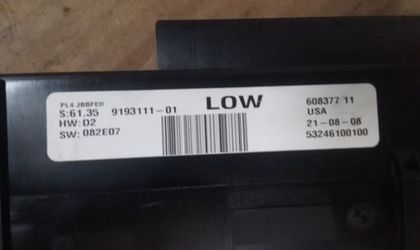 PL4 JBBFEII
S:61.35 9193111-01 LOW 608377 11
HW:D2 USA
SW: 082E07 21-08-08
53246100100